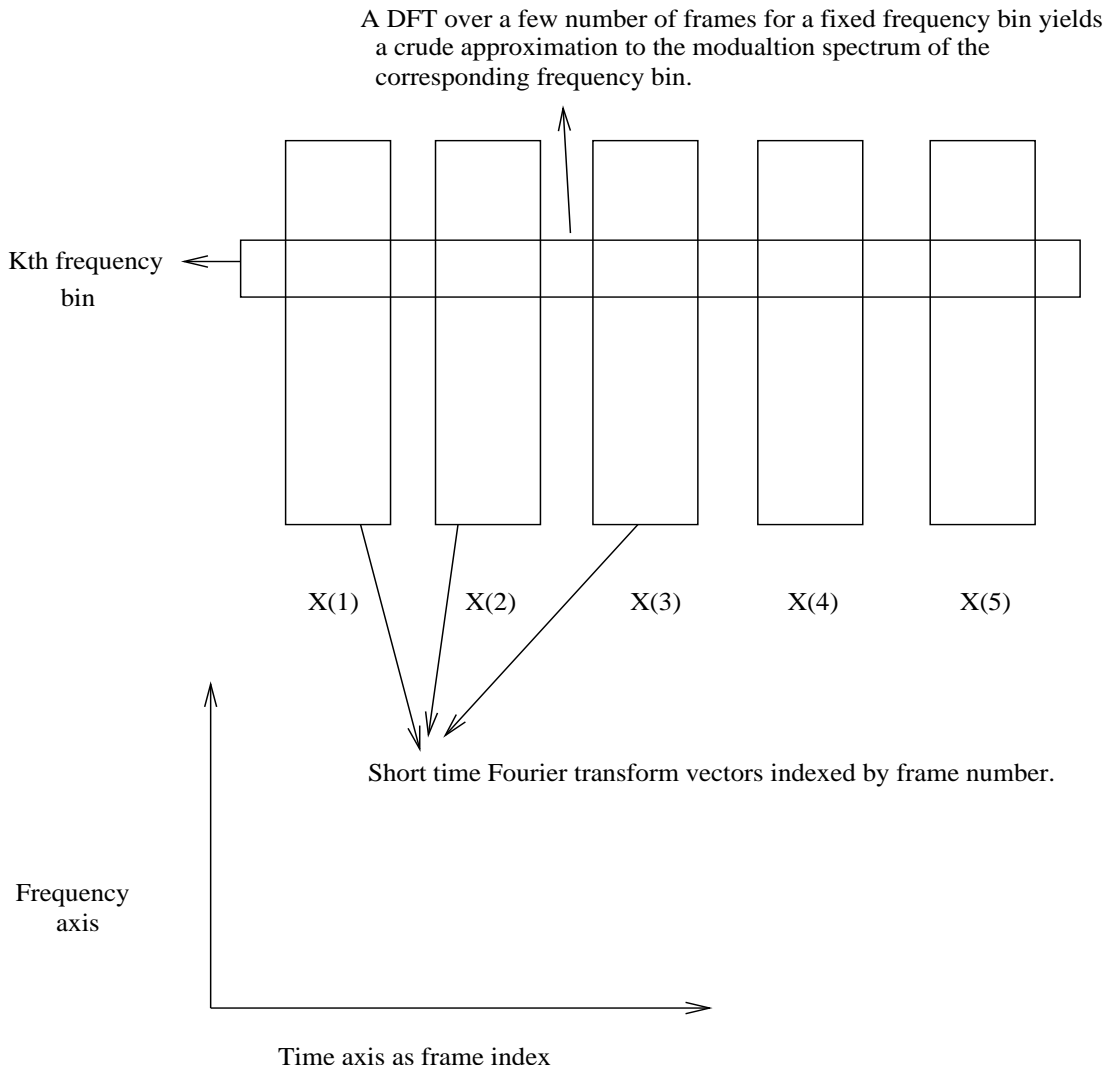 A DFT over a few number of frames for a fixed frequency bin yields
a crude approximation to the modualtion spectrum of the
corresponding frequency bin.
Kth frequency
bin
X(1)
X(2)
X(3)
X(4)
X(5)
Short time Fourier transform vectors indexed by frame number.
Frequency
axis
Time axis as frame index